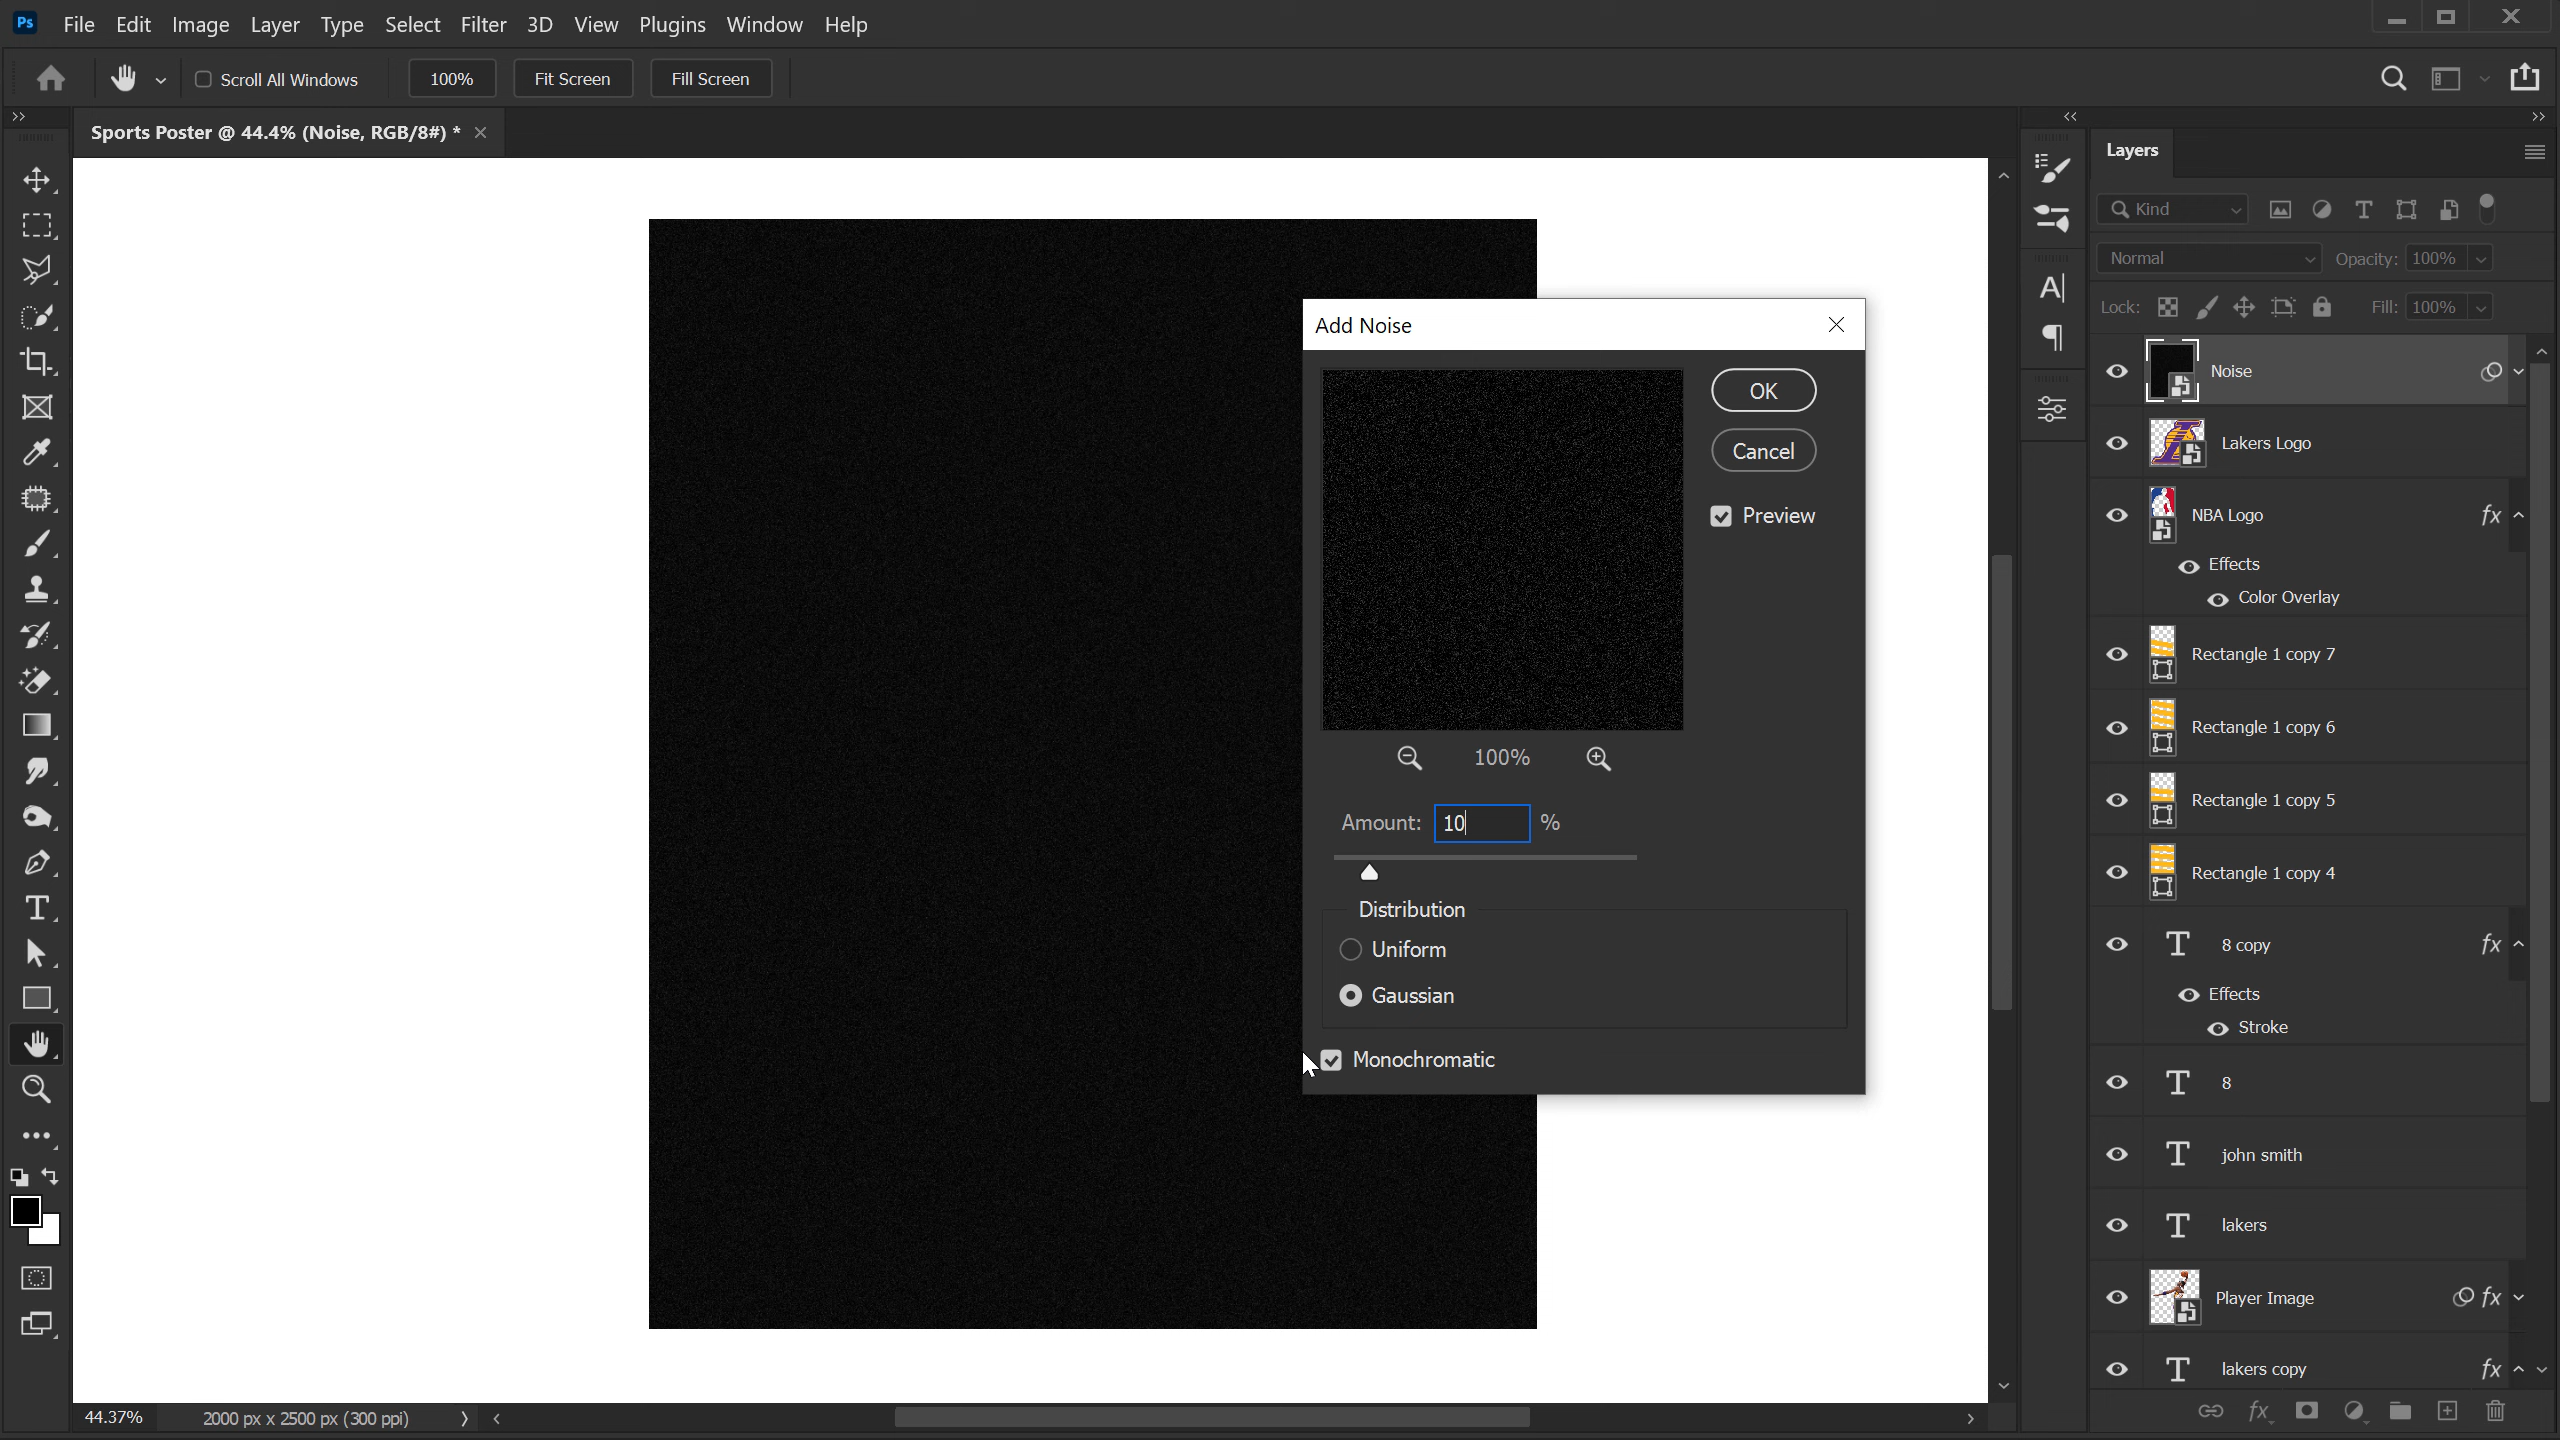 Ps File Edit Image Layer Type Select Filter 3D View Plugins Window Help
Scroll All Windows 100% Fit Screen Fill Screen
Sports Poster @ 44.4% (Noise, RGB/8#) *
Layers
Kind
Normal Opacity: 100%
Lock: Fill: 100%
Noise
Lakers Logo
NBA Logo fx
Effects
Color Overlay
Rectangle 1 copy 7
Rectangle 1 copy 6
Rectangle 1 copy 5
Rectangle 1 copy 4
8 copy fx
Effects
Stroke
8
john smith
lakers
Player Image fx
lakers copy fx
Add Noise
OK
Cancel
Preview
100%
Amount: 10 %
Distribution
Uniform
Gaussian
Monochromatic
44.37% 2000 px x 2500 px (300 ppi)